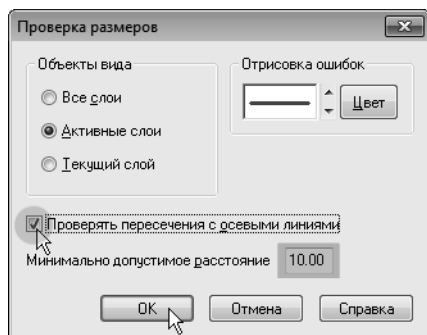 Проверка размеров
Объекты вида
Отрисовка ошибок
Все слои
Цвет
Активные слои
Текущий слой
Проверять пересечения с осевыми линиями
Минимально допустимое расстояние 10.00
OK Отмена Справка